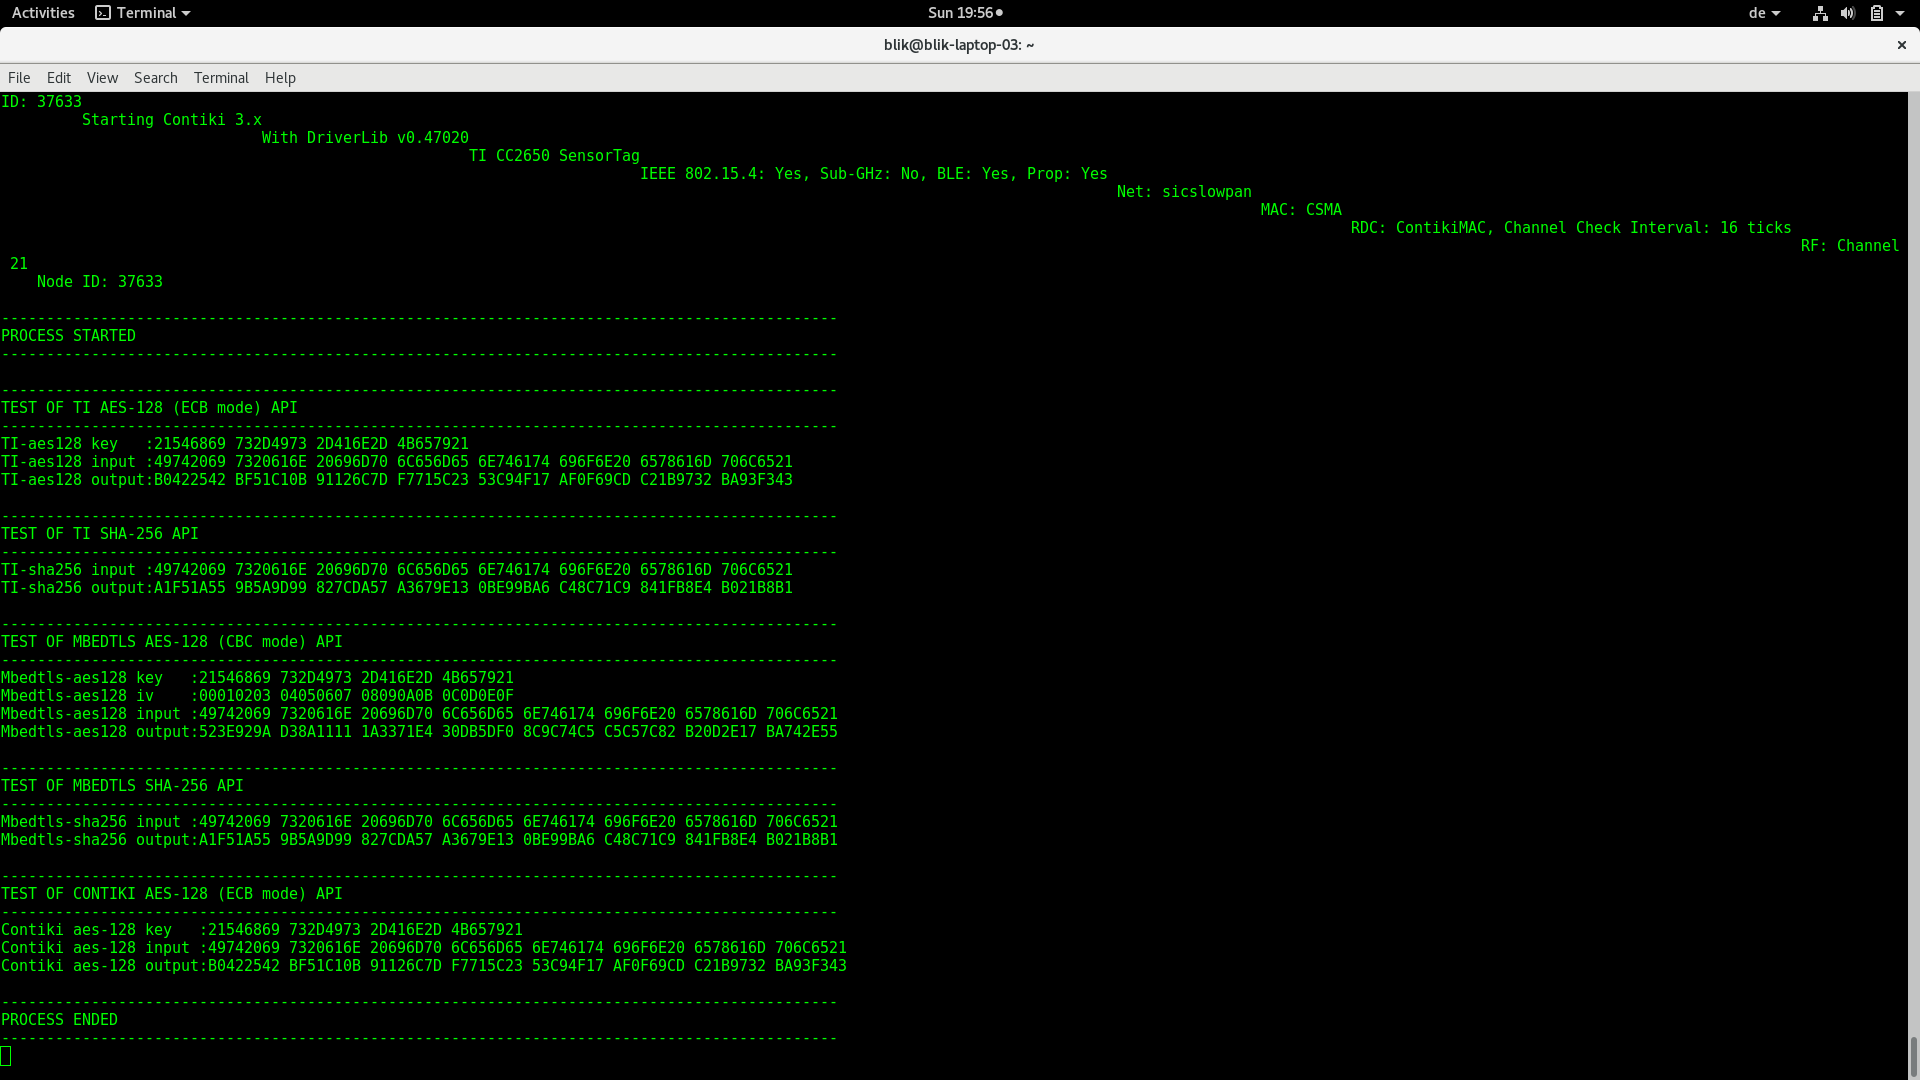 Activities Terminal Sun 19:56 de
blik@blik-laptop-03: ~
File Edit View Search Terminal Help
ID: 37633
Starting Contiki 3.x
With DriverLib v0.47020
TI CC2650 SensorTag
IEEE 802.15.4: Yes, Sub-GHz: No, BLE: Yes, Prop: Yes
Net: sicslowpan
MAC: CSMA
RDC: ContikiMAC, Channel Check Interval: 16 ticks
RF: Channel
21
Node ID: 37633
---------------------------------------------------------------------------------------------
PROCESS STARTED
---------------------------------------------------------------------------------------------
---------------------------------------------------------------------------------------------
TEST OF TI AES-128 (ECB mode) API
---------------------------------------------------------------------------------------------
TI-aes128 key   :21546869 732D4973 2D416E2D 4B657921
TI-aes128 input :49742069 7320616E 20696D70 6C656D65 6E746174 696F6E20 6578616D 706C6521
TI-aes128 output:B0422542 BF51C10B 91126C7D F7715C23 53C94F17 AF0F69CD C21B9732 BA93F343
---------------------------------------------------------------------------------------------
TEST OF TI SHA-256 API
---------------------------------------------------------------------------------------------
TI-sha256 input :49742069 7320616E 20696D70 6C656D65 6E746174 696F6E20 6578616D 706C6521
TI-sha256 output:A1F51A55 9B5A9D99 827CDA57 A3679E13 0BE99BA6 C48C71C9 841FB8E4 B021B8B1
---------------------------------------------------------------------------------------------
TEST OF MBEDTLS AES-128 (CBC mode) API
---------------------------------------------------------------------------------------------
Mbedtls-aes128 key   :21546869 732D4973 2D416E2D 4B657921
Mbedtls-aes128 iv    :00010203 04050607 08090A0B 0C0D0E0F
Mbedtls-aes128 input :49742069 7320616E 20696D70 6C656D65 6E746174 696F6E20 6578616D 706C6521
Mbedtls-aes128 output:523E929A D38A1111 1A3371E4 30DB5DF0 8C9C74C5 C5C57C82 B20D2E17 BA742E55
---------------------------------------------------------------------------------------------
TEST OF MBEDTLS SHA-256 API
---------------------------------------------------------------------------------------------
Mbedtls-sha256 input :49742069 7320616E 20696D70 6C656D65 6E746174 696F6E20 6578616D 706C6521
Mbedtls-sha256 output:A1F51A55 9B5A9D99 827CDA57 A3679E13 0BE99BA6 C48C71C9 841FB8E4 B021B8B1
---------------------------------------------------------------------------------------------
TEST OF CONTIKI AES-128 (ECB mode) API
---------------------------------------------------------------------------------------------
Contiki aes-128 key   :21546869 732D4973 2D416E2D 4B657921
Contiki aes-128 input :49742069 7320616E 20696D70 6C656D65 6E746174 696F6E20 6578616D 706C6521
Contiki aes-128 output:B0422542 BF51C10B 91126C7D F7715C23 53C94F17 AF0F69CD C21B9732 BA93F343
---------------------------------------------------------------------------------------------
PROCESS ENDED
---------------------------------------------------------------------------------------------